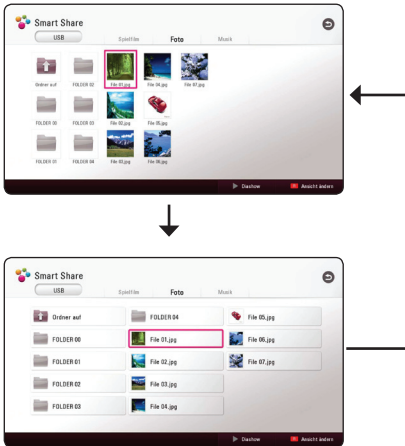 Smart Share
USB
Spielfilm Foto Musik
Ordner auf FOLDER 02 File 01.jpg File 04.jpg File 07.jpg
FOLDER 00 FOLDER 03 File 02.jpg File 05.jpg
FOLDER 01 FOLDER 04 File 03.jpg File 06.jpg
Diashow Ansicht ändern
Smart Share
USB
Spielfilm Foto Musik
Ordner auf FOLDER 04 File 05.jpg
FOLDER 00 File 01.jpg File 06.jpg
FOLDER 01 File 02.jpg File 07.jpg
FOLDER 02 File 03.jpg
FOLDER 03 File 04.jpg
Diashow Ansicht ändern